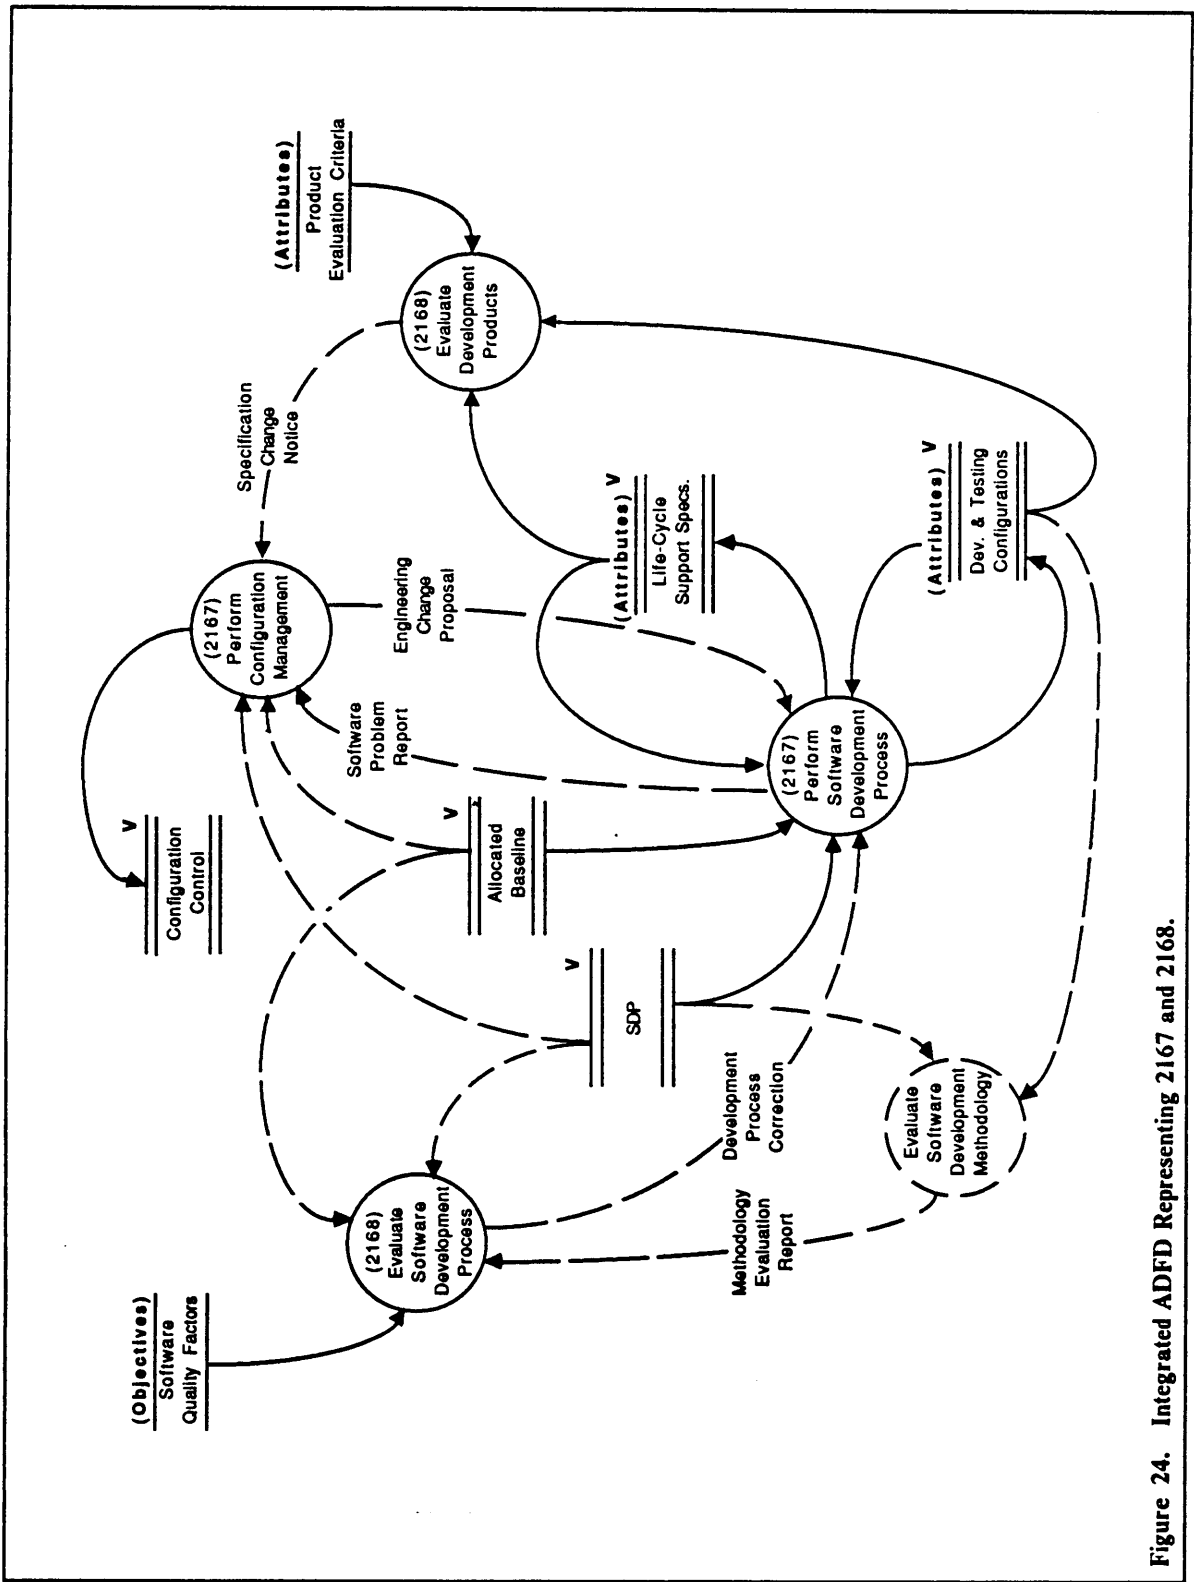 (Objectives)
Software
Quality Factors
(2168)
Evaluate
Software
Development
Process
Methodology
Evaluation
Report
Evaluate
Software
Development
Methodology
Development
Process
Correction
V
SDP
V
Configuration
Control
V
Allocated
Baseline
Software
Problem
Report
(2167)
Perform
Configuration
Management
Engineering
Change
Proposal
(2167)
Perform
Software
Development
Process
Specification
Change
Notice
(Attributes) V
Life-Cycle
Support Specs.
(Attributes) V
Dev. & Testing
Configurations
(2168)
Evaluate
Development
Products
(Attributes)
Product
Evaluation Criteria
Figure 24. Integrated ADFD Representing 2167 and 2168.